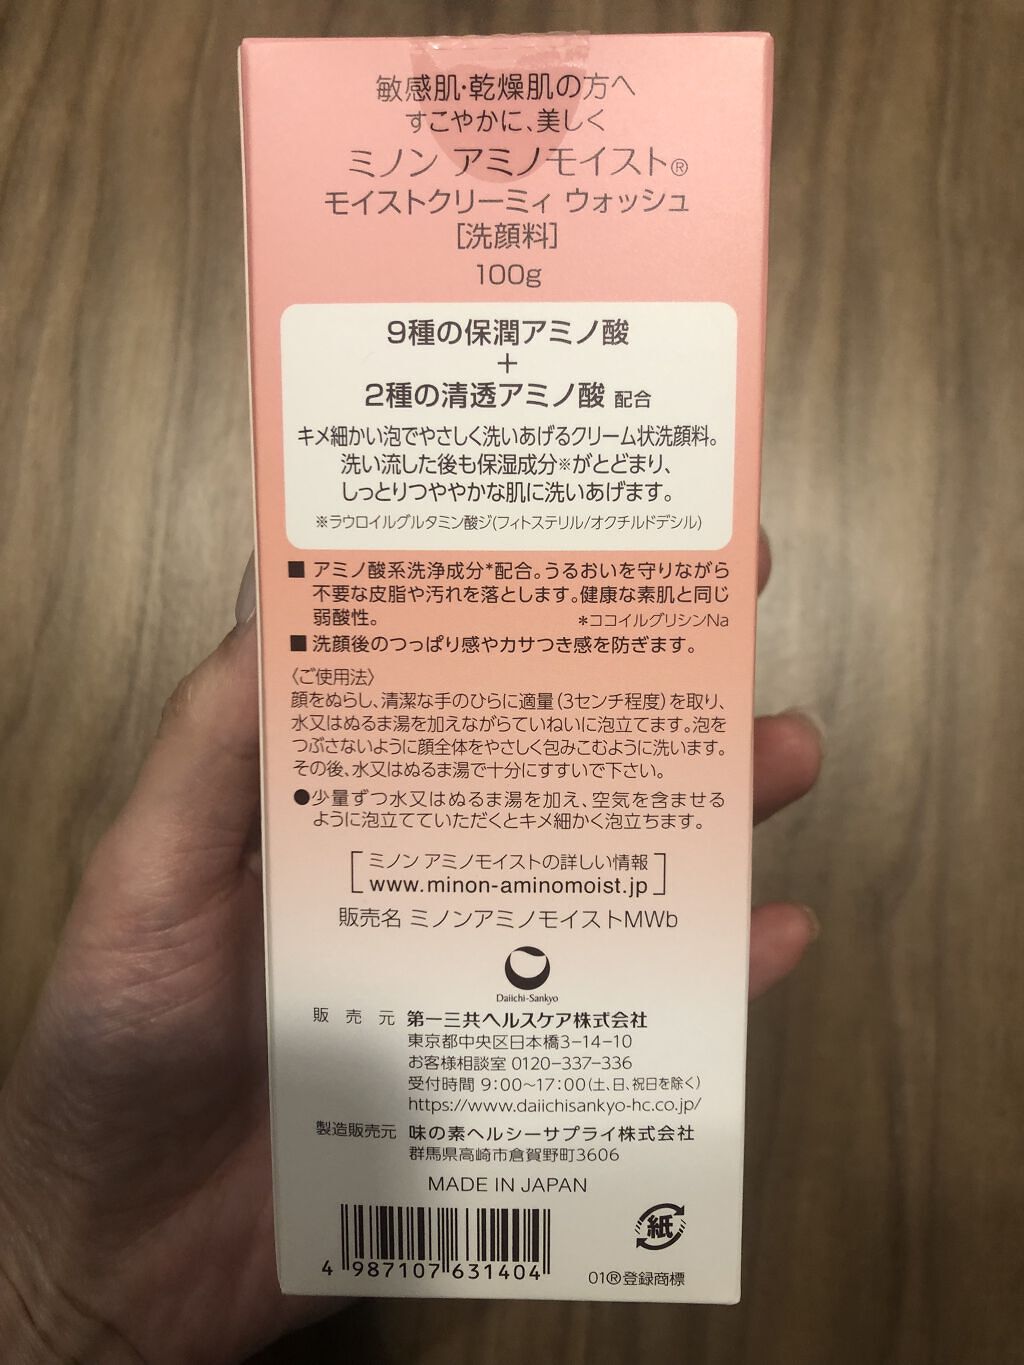 敏感肌・乾燥肌の方へ
すこやかに、美しく
ミノン アミノモイスト®
モイストクリーミィ ウォッシュ
[洗顔料]
100g
9種の保潤アミノ酸
+
2種の清透アミノ酸 配合
キメ細かい泡でやさしく洗いあげるクリーム状洗顔料。
洗い流した後も保湿成分※がとどまり、
しっとりつややかな肌に洗いあげます。
※ラウロイルグルタミン酸ジ(フィトステリル/オクチルドデシル)
■ アミノ酸系洗浄成分*配合。うるおいを守りながら
不要な皮脂や汚れを落とします。健康な素肌と同じ
弱酸性。 *ココイルグリシンNa
■ 洗顔後のつっぱり感やカサつき感を防ぎます。
〈ご使用法〉
顔をぬらし、清潔な手のひらに適量(3センチ程度)を取り、
水又はぬるま湯を加えながらていねいに泡立てます。泡を
つぶさないように顔全体をやさしく包みこむように洗います。
その後、水又はぬるま湯で十分にすすいで下さい。
●少量ずつ水又はぬるま湯を加え、空気を含ませる
ように泡立てていただくとキメ細かく泡立ちます。
ミノン アミノモイストの詳しい情報
www.minon-aminomoist.jp
販売名 ミノンアミノモイストMWb
Daiichi-Sankyo
販売元 第一三共ヘルスケア株式会社
東京都中央区日本橋3-14-10
お客様相談室 0120-337-336
受付時間 9:00〜17:00(土、日、祝日を除く)
https://www.daiichisankyo-hc.co.jp/
製造販売元 味の素ヘルシーサプライ株式会社
群馬県高崎市倉賀野町3606
MADE IN JAPAN
紙
4 987107 631404
01®登録商標